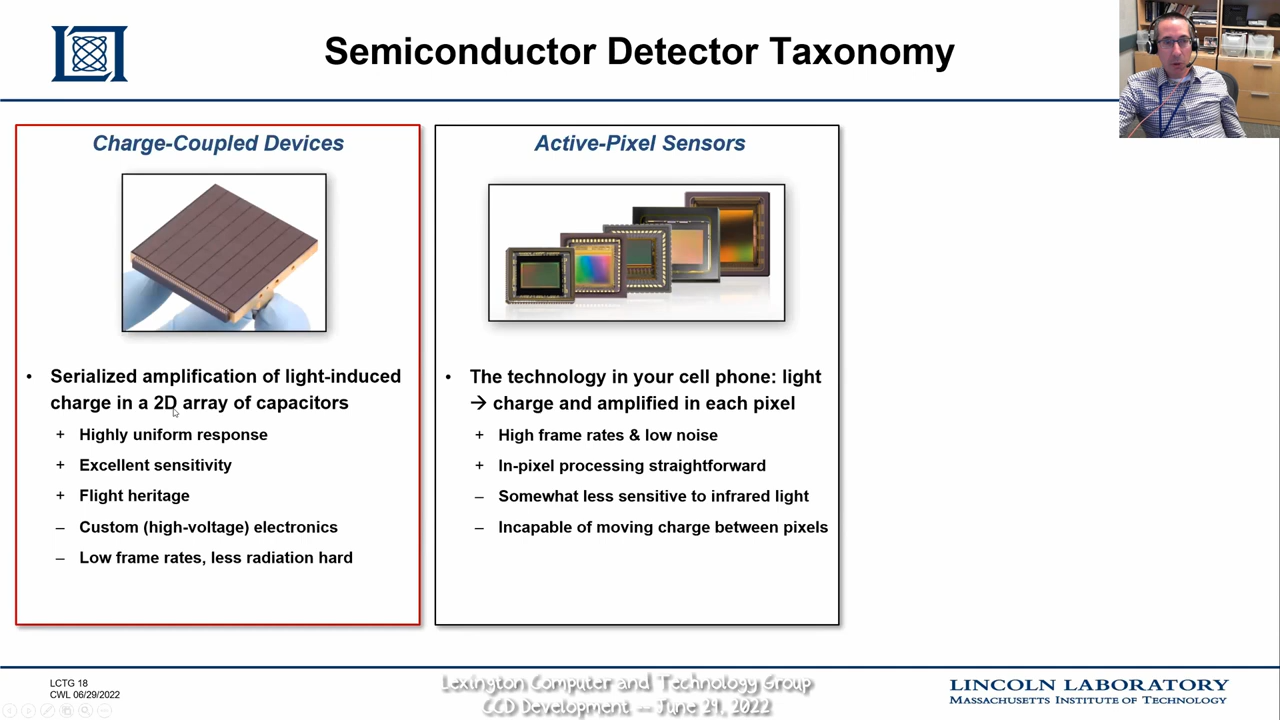 Semiconductor Detector Taxonomy
Charge-Coupled Devices
• Serialized amplification of light-induced
charge in a 2D array of capacitors
+ Highly uniform response
+ Excellent sensitivity
+ Flight heritage
– Custom (high-voltage) electronics
– Low frame rates, less radiation hard
Active-Pixel Sensors
• The technology in your cell phone: light
→ charge and amplified in each pixel
+ High frame rates & low noise
+ In-pixel processing straightforward
– Somewhat less sensitive to infrared light
– Incapable of moving charge between pixels
LCTG 18
CWL 06/29/2022
Lexington Computer and Technology Group
CCD Development -- June 29, 2022
LINCOLN LABORATORY
MASSACHUSETTS INSTITUTE OF TECHNOLOGY